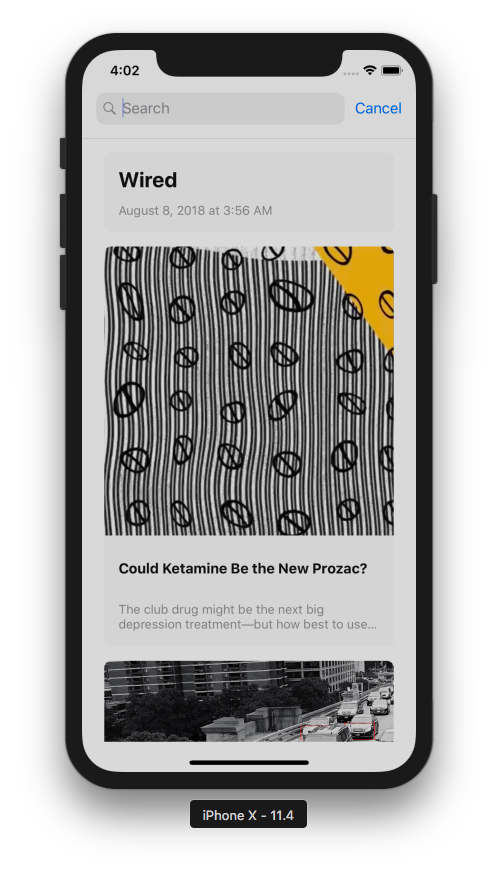 4:02
Search
Cancel
Wired
August 8, 2018 at 3:56 AM
Could Ketamine Be the New Prozac?
The club drug might be the next big
depression treatment—but how best to use...
iPhone X - 11.4